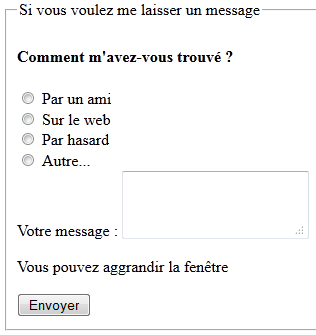 Si vous voulez me laisser un message
Comment m'avez-vous trouvé ?
Par un ami
Sur le web
Par hasard
Autre...
Votre message :
Vous pouvez aggrandir la fenêtre
Envoyer